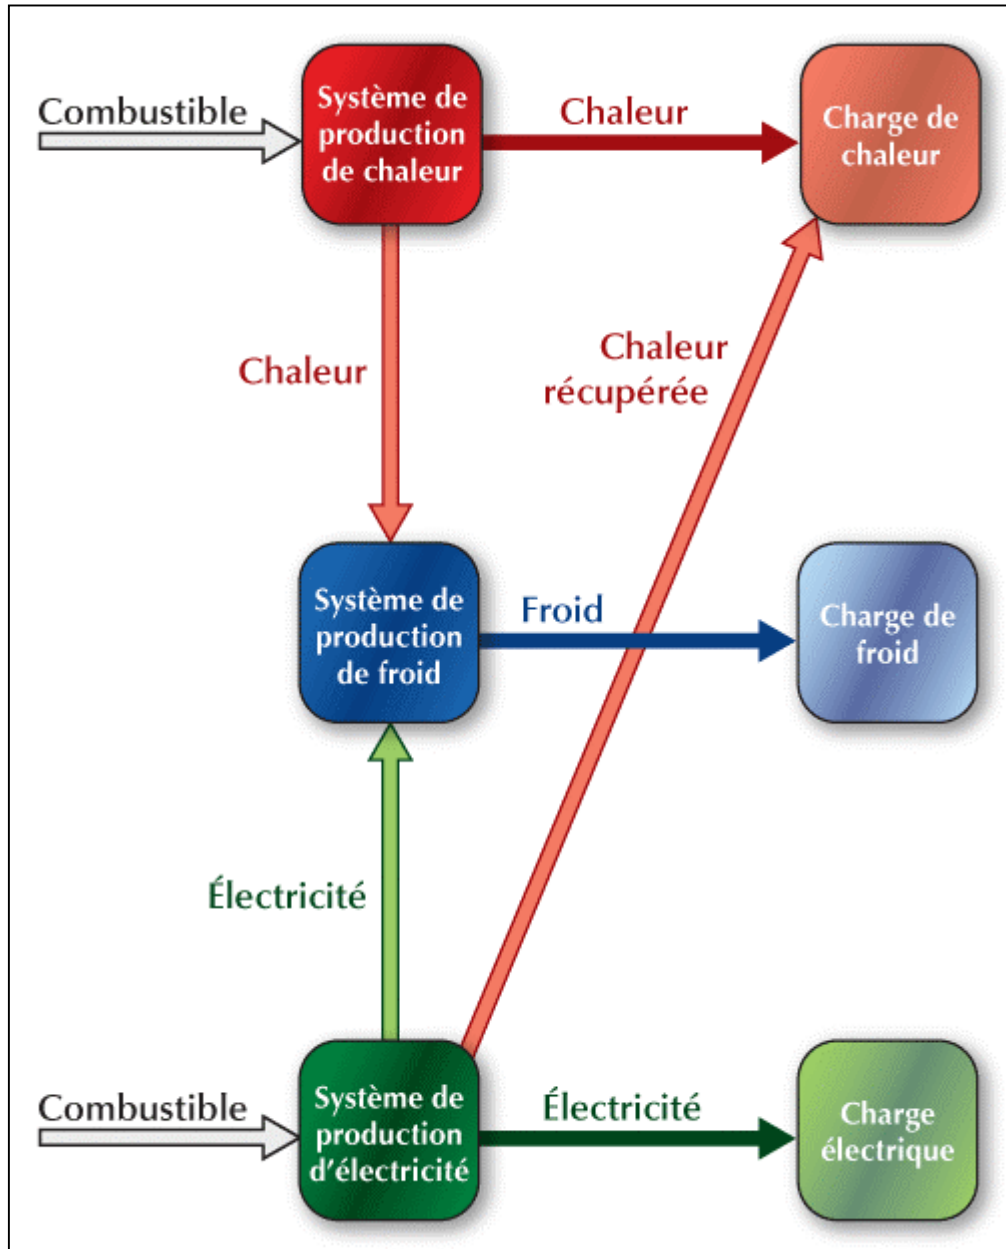 Combustible
Système de
production
de chaleur
Chaleur
Charge de
chaleur
Chaleur
Chaleur
récupérée
Système de
production
de froid
Froid
Charge de
froid
Électricité
Combustible
Système de
production
d'électricité
Électricité
Charge
électrique